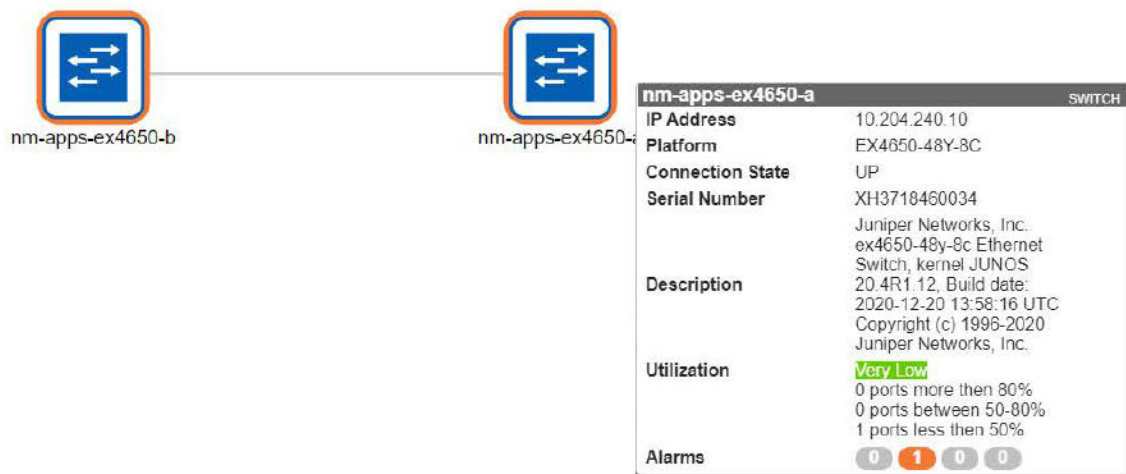 nm-apps-ex4650-b
nm-apps-ex4650-a
nm-apps-ex4650-a SWITCH
IP Address 10.204.240.10
Platform EX4650-48Y-8C
Connection State UP
Serial Number XH3718460034
Description Juniper Networks, Inc.
ex4650-48y-8c Ethernet
Switch, kernel JUNOS
20.4R1.12, Build date:
2020-12-20 13:58:16 UTC
Copyright (c) 1996-2020
Juniper Networks, Inc.
Utilization Very Low
0 ports more then 80%
0 ports between 50-80%
1 ports less then 50%
Alarms 0 1 0 0